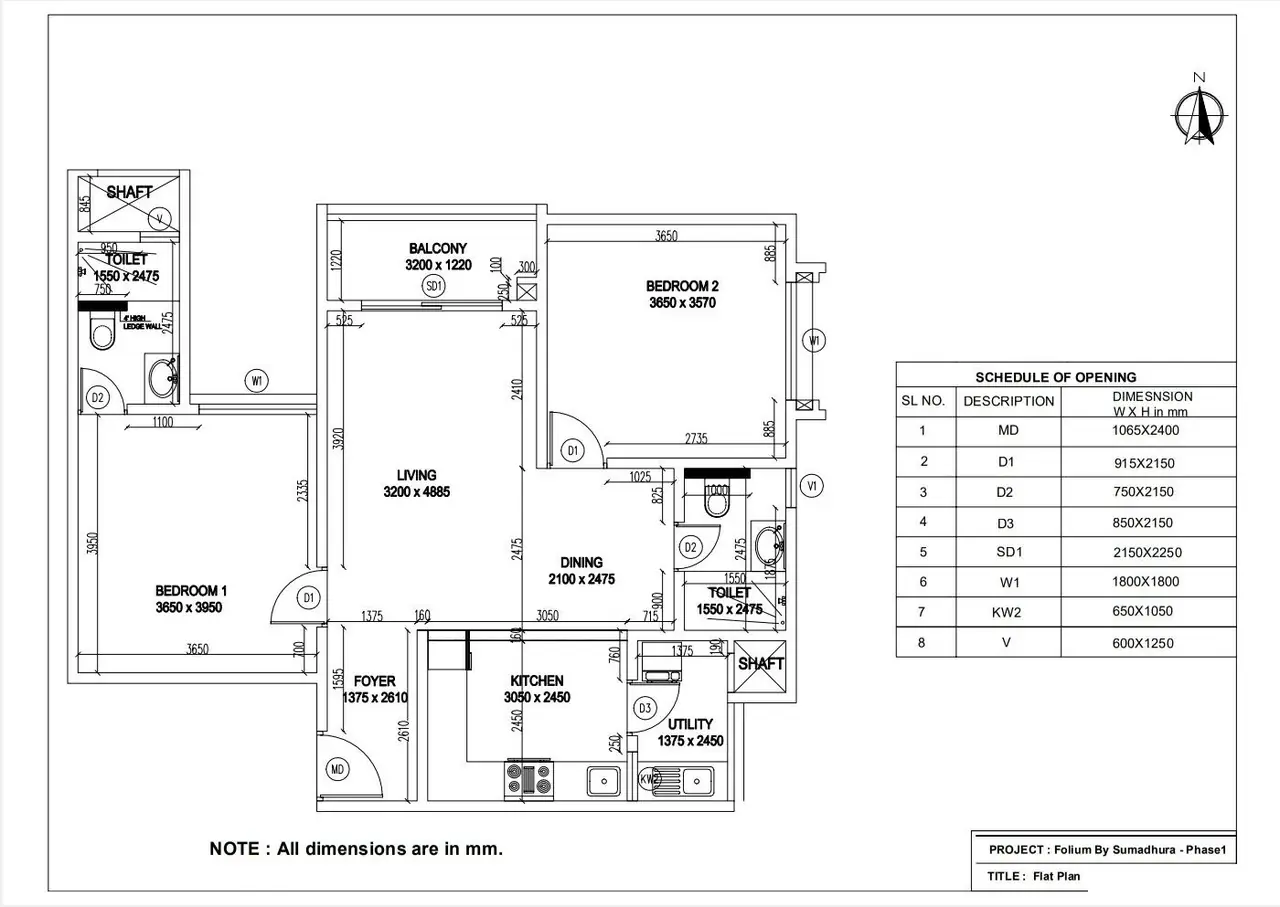 N
SHAFT
845
V
950
TOILET
1550 x 2475
750
4" HIGH
LEDGE WALL
2475
D2
1100
W1
BALCONY
3200 x 1220
1220
SD1
100
300
250
525
525
3650
885
BEDROOM 2
3650 x 3570
W1
885
2735
D1
2410
3920
LIVING
3200 x 4885
2335
3950
BEDROOM 1
3650 x 3950
D1
3650
700
1025
825
1000
V1
D2
2475
1875
2475
DINING
2100 x 2475
1550
TOILET
1550 x 2475
900
1375
160
3050
715
160
760
1375
190
SHAFT
1595
FOYER
1375 x 2610
2610
MD
KITCHEN
3050 x 2450
2450
D3
250
UTILITY
1375 x 2450
KW2
SCHEDULE OF OPENING
SL NO. DESCRIPTION DIMESNSION
W X H in mm
1 MD 1065X2400
2 D1 915X2150
3 D2 750X2150
4 D3 850X2150
5 SD1 2150X2250
6 W1 1800X1800
7 KW2 650X1050
8 V 600X1250
NOTE : All dimensions are in mm.
PROJECT : Folium By Sumadhura - Phase1
TITLE : Flat Plan